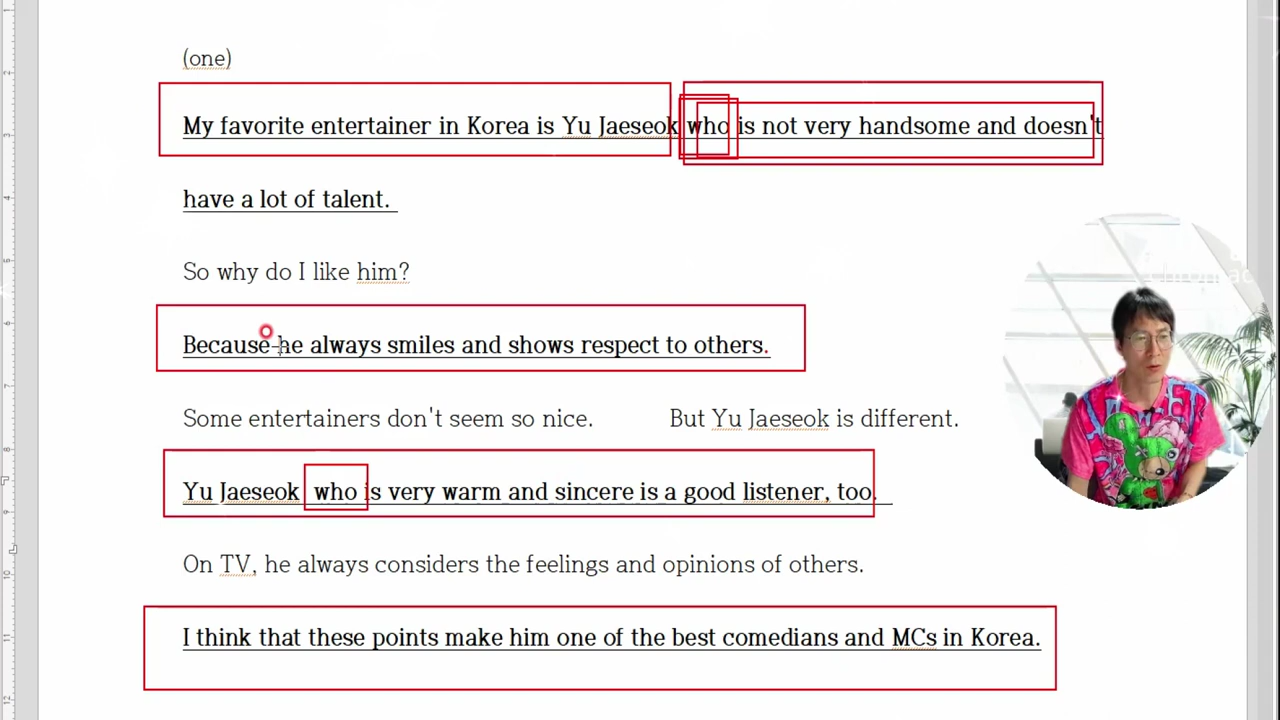 (one)
My favorite entertainer in Korea is Yu Jaeseok who is not very handsome and doesn't
have a lot of talent.
So why do I like him?
Because he always smiles and shows respect to others.
Some entertainers don't seem so nice. But Yu Jaeseok is different.
Yu Jaeseok who is very warm and sincere is a good listener, too.
On TV, he always considers the feelings and opinions of others.
I think that these points make him one of the best comedians and MCs in Korea.